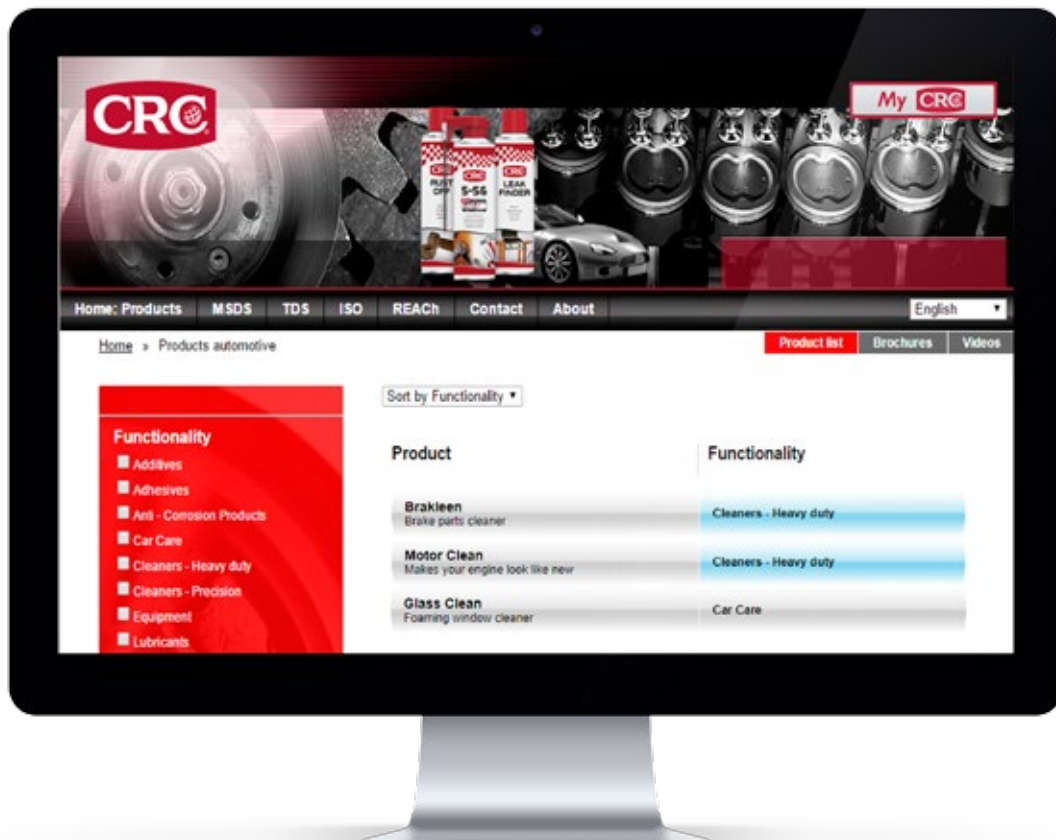 CRC
My CRC
CRC
RUST
OFF
CRC
5-56
CRC
LEAK
FINDER
Home: Products MSDS TDS ISO REACh Contact About English
Home » Products automotive Product list Brochures Videos
Sort by Functionality
Functionality
Additives
Adhesives
Anti - Corrosion Products
Car Care
Cleaners - Heavy duty
Cleaners - Precision
Equipment
Lubricants
Product Functionality
Brakleen
Brake parts cleaner
Cleaners - Heavy duty
Motor Clean
Makes your engine look like new
Cleaners - Heavy duty
Glass Clean
Foaming window cleaner
Car Care